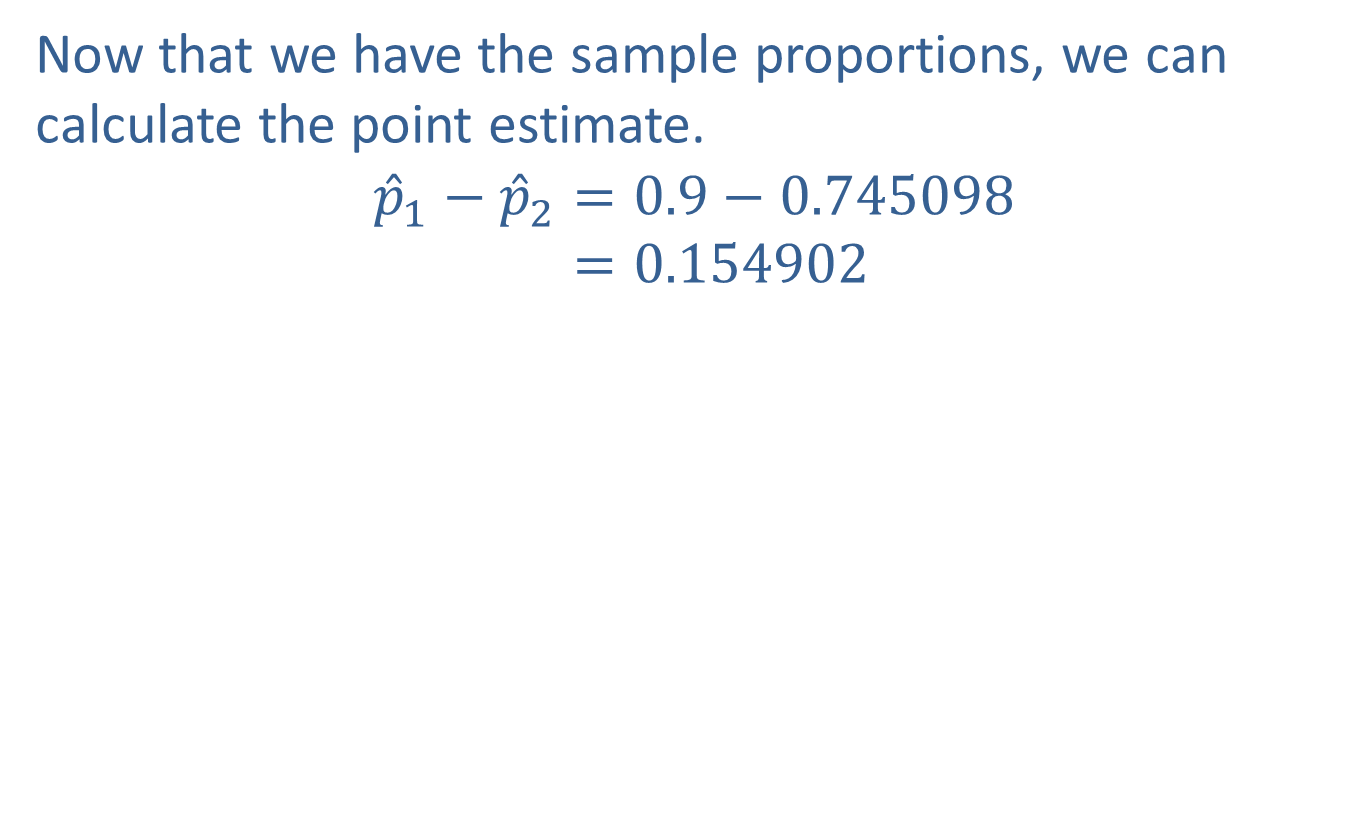 Now that we have the sample proportions, we can
calculate the point estimate.
p̂₁ − p̂₂ = 0.9 − 0.745098
= 0.154902